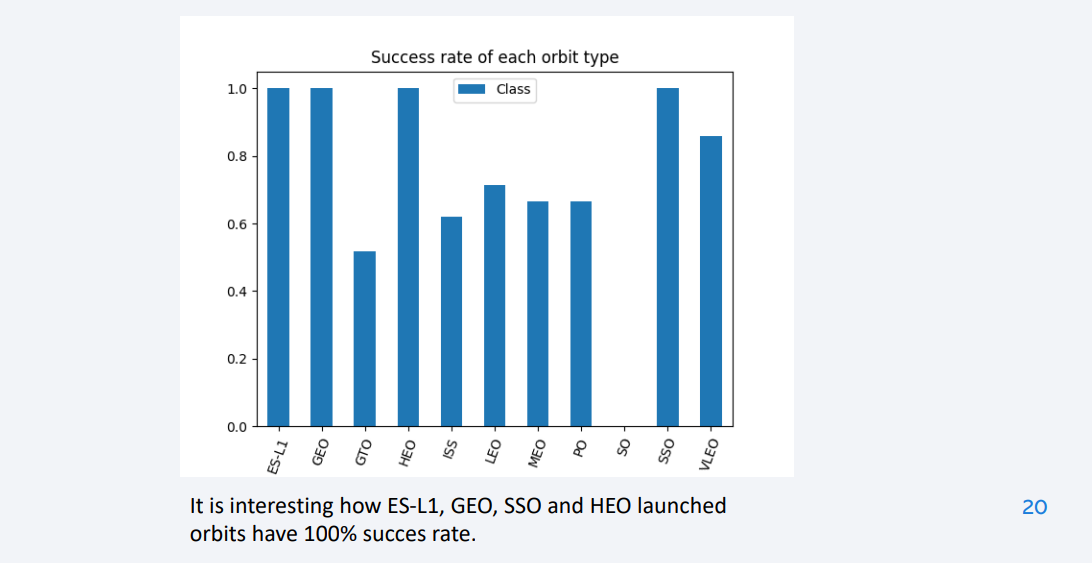 Success rate of each orbit type
Class
1.0
0.8
0.6
0.4
0.2
0.0
ES-L1
GEO
GTO
HEO
ISS
LEO
MEO
PO
SO
SSO
VLEO
It is interesting how ES-L1, GEO, SSO and HEO launched
orbits have 100% succes rate.
20